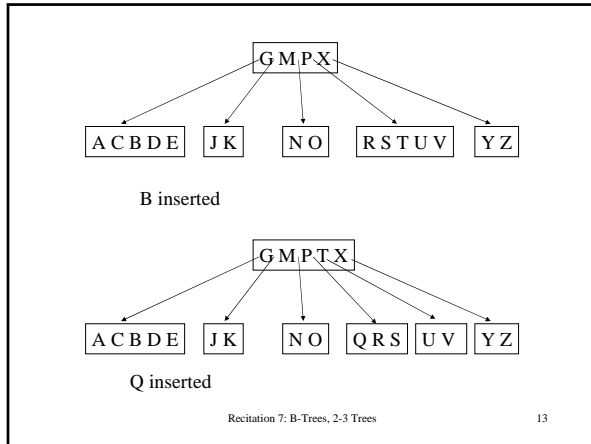 G M P X
A C B D E J K N O R S T U V Y Z
B inserted
G M P T X
A C B D E J K N O Q R S U V Y Z
Q inserted
Recitation 7: B-Trees, 2-3 Trees 13